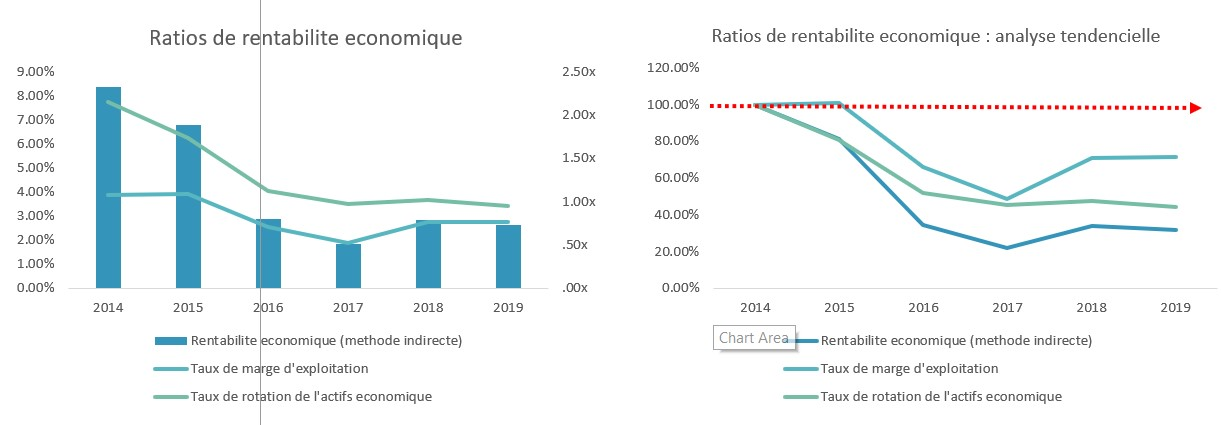 Ratios de rentabilite economique
9.00%
8.00%
7.00%
6.00%
5.00%
4.00%
3.00%
2.00%
1.00%
0.00%
2.50x
2.00x
1.50x
1.00x
.50x
.00x
2014 2015 2016 2017 2018 2019
Rentabilite economique (methode indirecte)
Taux de marge d'exploitation
Taux de rotation de l'actifs economique
Ratios de rentabilite economique : analyse tendencielle
120.00%
100.00%
80.00%
60.00%
40.00%
20.00%
0.00%
2014 2015 2016 2017 2018 2019
Chart Area
Rentabilite economique (methode indirecte)
Taux de marge d'exploitation
Taux de rotation de l'actifs economique